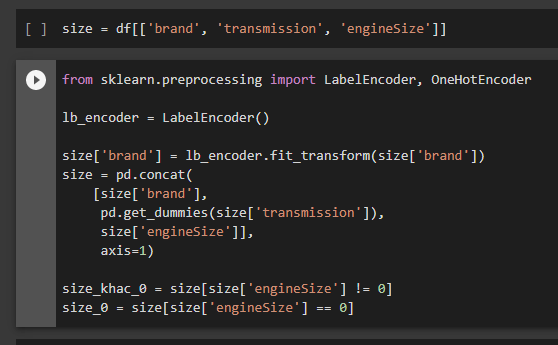 [ ] size = df[['brand', 'transmission', 'engineSize']]
from sklearn.preprocessing import LabelEncoder, OneHotEncoder
lb_encoder = LabelEncoder()
size['brand'] = lb_encoder.fit_transform(size['brand'])
size = pd.concat(
[size['brand'],
pd.get_dummies(size['transmission']),
size['engineSize']],
axis=1)
size_khac_0 = size[size['engineSize'] != 0]
size_0 = size[size['engineSize'] == 0]